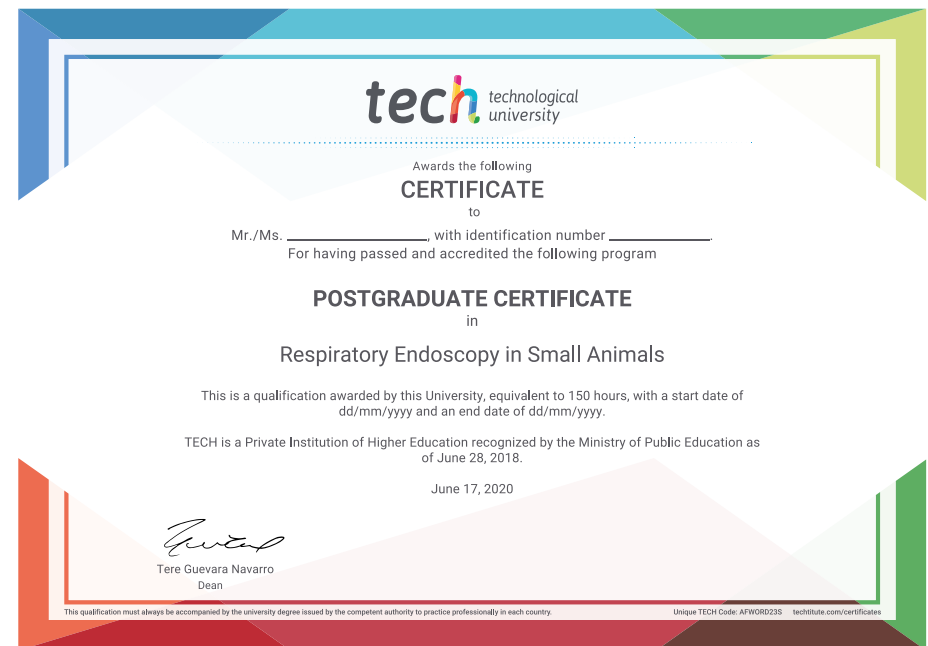 tech technological
university
Awards the following
CERTIFICATE
to
Mr./Ms. ____________________, with identification number ______________.
For having passed and accredited the following program
POSTGRADUATE CERTIFICATE
in
Respiratory Endoscopy in Small Animals
This is a qualification awarded by this University, equivalent to 150 hours, with a start date of
dd/mm/yyyy and an end date of dd/mm/yyyy.
TECH is a Private Institution of Higher Education recognized by the Ministry of Public Education as
of June 28, 2018.
June 17, 2020
Tere Guevara Navarro
Dean
This qualification must always be accompanied by the university degree issued by the competent authority to practice professionally in each country.
Unique TECH Code: AFWORD23S techtitute.com/certificates